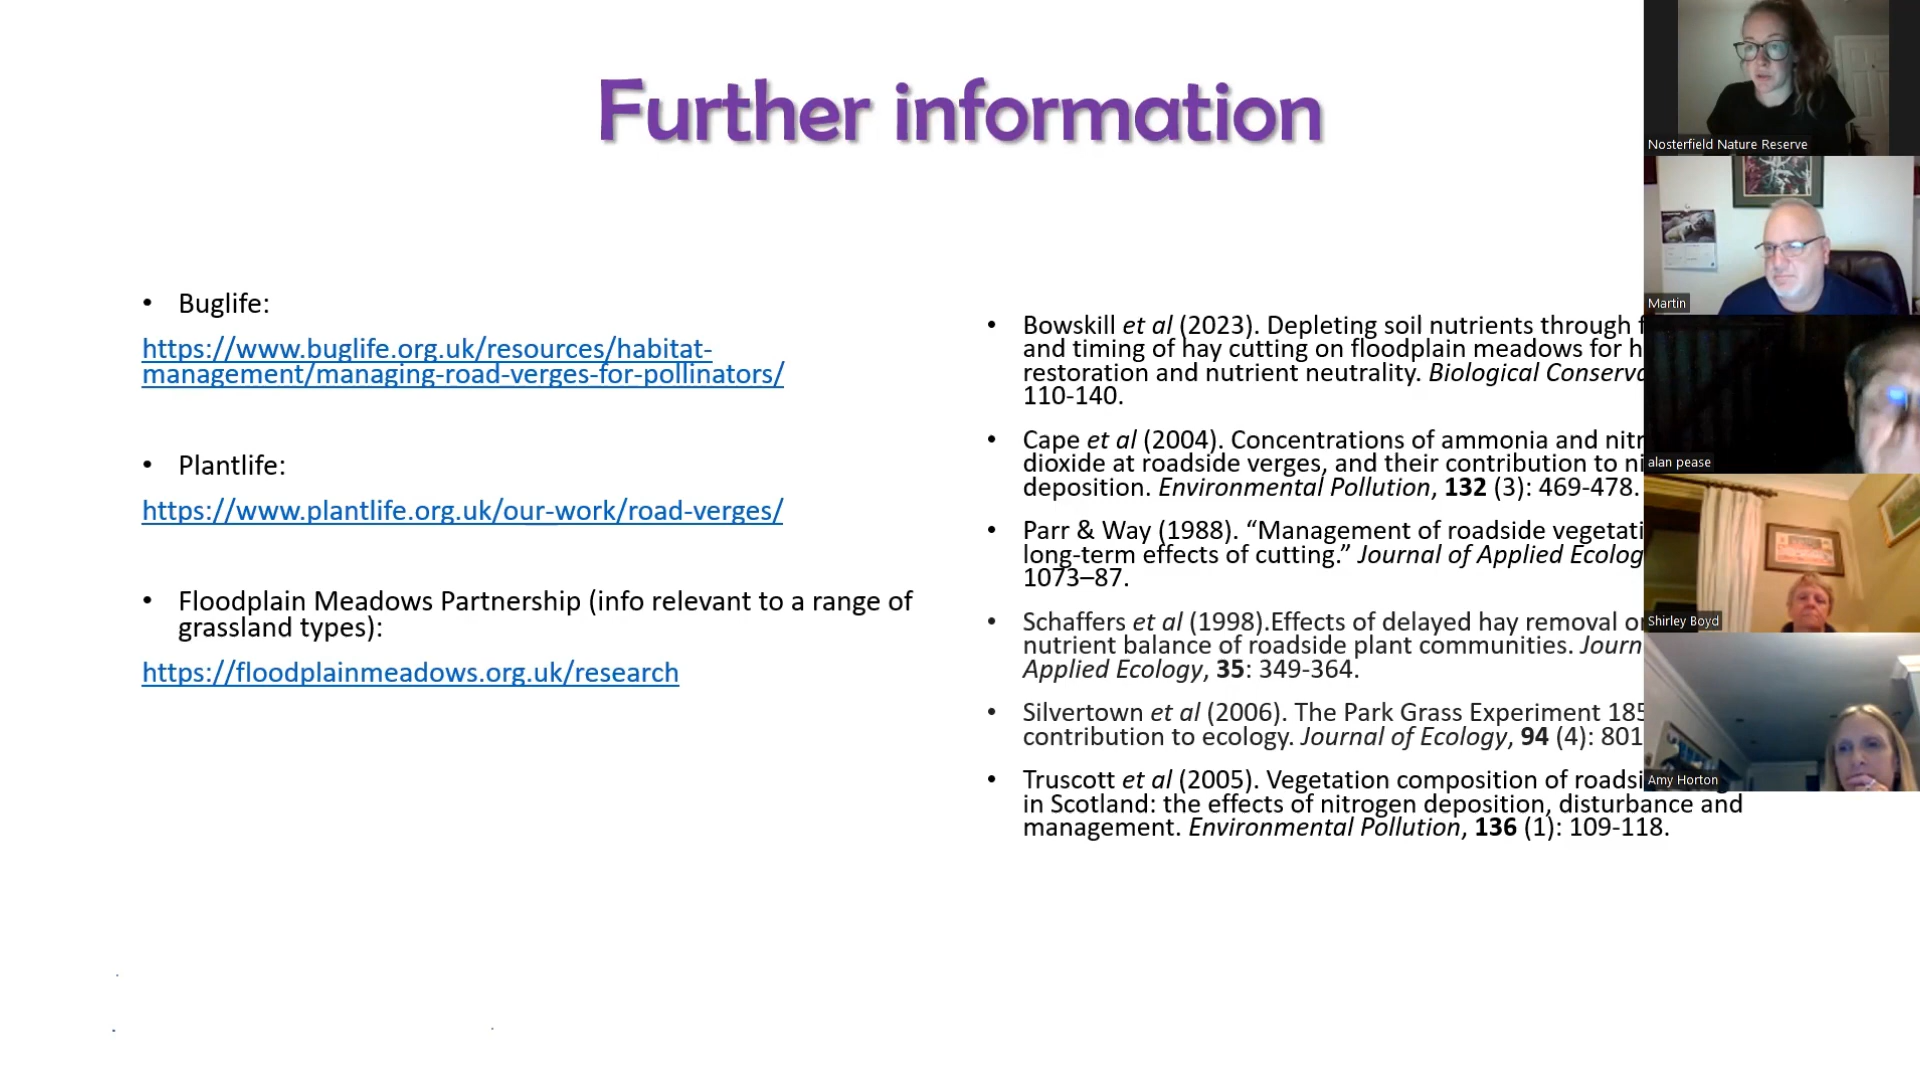 Further information
• Buglife:
https://www.buglife.org.uk/resources/habitat-
management/managing-road-verges-for-pollinators/
• Plantlife:
https://www.plantlife.org.uk/our-work/road-verges/
• Floodplain Meadows Partnership (info relevant to a range of
grassland types):
https://floodplainmeadows.org.uk/research
• Bowskill et al (2023). Depleting soil nutrients through
and timing of hay cutting on floodplain meadows for
restoration and nutrient neutrality. Biological
110-140.
• Cape et al (2004). Concentrations of ammonia and
dioxide at roadside verges, and their contribution to
deposition. Environmental Pollution, 132 (3): 469-478.
• Parr & Way (1988). “Management of roadside
long-term effects of cutting.” Journal of Applied
1073–87.
• Schaffers et al (1998).Effects of delayed hay removal
nutrient balance of roadside plant communities.
Applied Ecology, 35: 349-364.
• Silvertown et al (2006). The Park Grass Experiment
contribution to ecology. Journal of Ecology, 94 (4): 801
• Truscott et al (2005). Vegetation composition of
in Scotland: the effects of nitrogen deposition, disturbance and
management. Environmental Pollution, 136 (1): 109-118.
Nosterfield Nature Reserve
Martin
alan pease
Shirley Boyd
Amy Horton